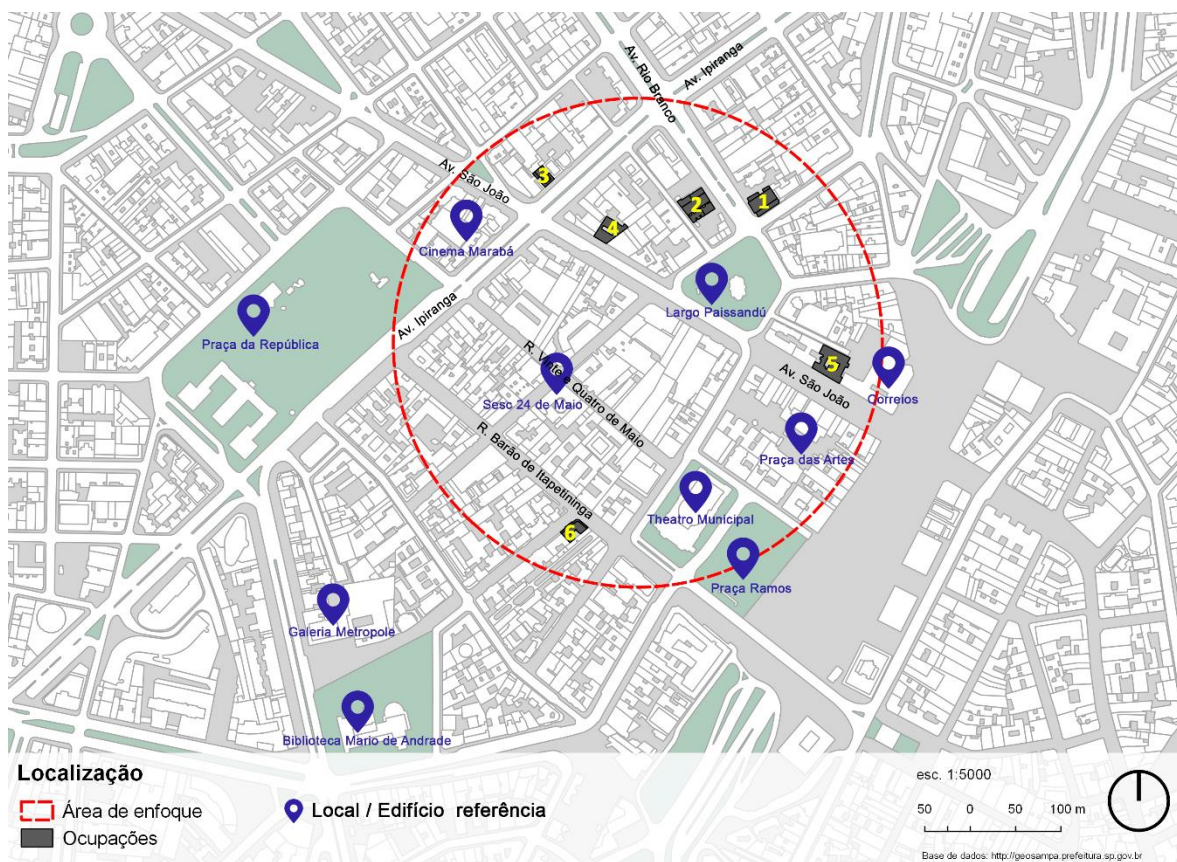 Av. Rio Branco
Av. Ipiranga
Av. São João
3
Cinema Marabá
2
1
4
Largo Paissandú
Praça da República
Av. Ipiranga
R. Vinte e Quatro de Maio
Sesc 24 de Maio
5
Av. São João
Correios
R. Barão de Itapetininga
Praça das Artes
Theatro Municipal
6
Praça Ramos
Galeria Metropole
Biblioteca Mario de Andrade
Localização
Área de enfoque
Local / Edifício referência
Ocupações
esc. 1:5000
50 0 50 100 m
Base de dados: http://geosampa.prefeitura.sp.gov.br